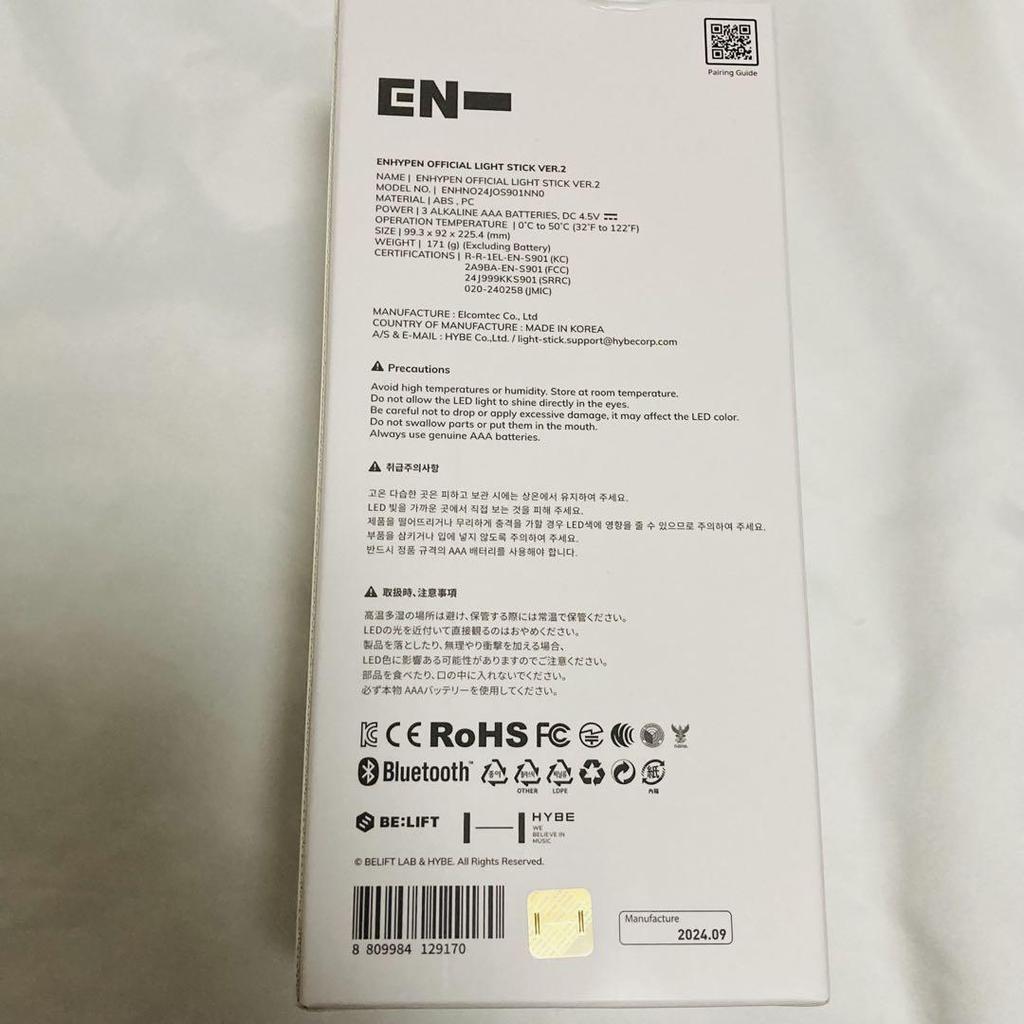 Pairing Guide
EN-
ENHYPEN OFFICIAL LIGHT STICK VER.2
NAME | ENHYPEN OFFICIAL LIGHT STICK VER.2
MODEL NO. | ENHNO24JOS901NN0
MATERIAL | ABS , PC
POWER | 3 ALKALINE AAA BATTERIES, DC 4.5V
OPERATION TEMPERATURE | 0˚C to 50˚C (32˚F to 122˚F)
SIZE | 99.3 x 92 x 225.4 (mm)
WEIGHT | 171 (g) (Excluding Battery)
CERTIFICATIONS | R-R-1EL-EN-S901 (KC)
2A9BA-EN-S901 (FCC)
24J999KKS901 (SRRC)
020-240258 (JMIC)
MANUFACTURE : Elcomtec Co., Ltd
COUNTRY OF MANUFACTURE : MADE IN KOREA
A/S & E-MAIL : HYBE Co.,Ltd. / light-stick.support@hybecorp.com
Precautions
Avoid high temperatures or humidity. Store at room temperature.
Do not allow the LED light to shine directly in the eyes.
Be careful not to drop or apply excessive damage, it may affect the LED color.
Do not swallow parts or put them in the mouth.
Always use genuine AAA batteries.
취급주의사항
고온 다습한 곳은 피하고 보관 시에는 상온에서 유지하여 주세요.
LED 빛을 가까운 곳에서 직접 보는 것을 피해 주세요.
제품을 떨어뜨리거나 무리하게 충격을 가할 경우 LED색에 영향을 줄 수 있으므로 주의하여 주세요.
부품을 삼키거나 입에 넣지 않도록 주의하여 주세요.
반드시 정품 규격의 AAA 배터리를 사용해야 합니다.
取扱時、注意事項
高温多湿の場所は避け、保管する際には常温で保管ください。
LEDの光を近付いて直接観るのはおやめください。
製品を落としたり、無理やり衝撃を加える場合、
LED色に影響ある可能性がありますのでご注意ください。
部品を食べたり、口の中に入れないでください。
必ず本物 AAAバッテリーを使用してください。
CE RoHS FC
Bluetooth™ 종이 紙
OTHER LDPE
BE:LIFT HYBE
WE
BELIEVE IN
MUSIC
© BELIFT LAB & HYBE. All Rights Reserved.
8 809984 129170
Manufacture
2024.09